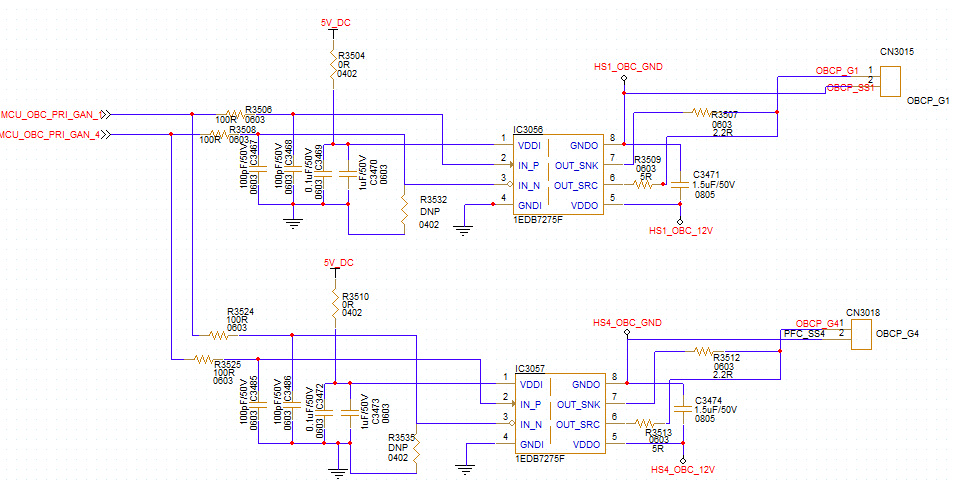 5V_DC
R3504
0R
0402
MCU_OBC_PRI_GAN_1
MCU_OBC_PRI_GAN_4
R3506
100R 0603
R3508
100R 0603
100pF/50V
0603 C3467
100pF/50V
0603 C3468
0.1uF/50V
0603 C3469
1uF/50V
C3470
0603
R3532
DNP
0402
IC3056
1 VDDI
2 IN_P
3 IN_N
4 GNDI
GNDO 8
OUT_SNK 7
OUT_SRC 6
VDDO 5
1EDB7275F
HS1_OBC_GND
R3507
0603
2.2R
R3509
0603
5R
C3471
1.5uF/50V
0805
HS1_OBC_12V
CN3015
OBCP_G1 1
OBCP_SS1 2
OBCP_G1
5V_DC
R3510
0R
0402
R3524
100R
0603
R3525
100R
0603
100pF/50V
0603 C3485
100pF/50V
0603 C3486
0.1uF/50V
0603 C3472
1uF/50V
C3473
0603
R3535
DNP
0402
IC3057
1 VDDI
2 IN_P
3 IN_N
4 GNDI
GNDO 8
OUT_SNK 7
OUT_SRC 6
VDDO 5
1EDB7275F
HS4_OBC_GND
R3512
0603
2.2R
R3513
0603
5R
C3474
1.5uF/50V
0805
HS4_OBC_12V
CN3018
OBCP_G4 1
PFC_SS4 2
OBCP_G4